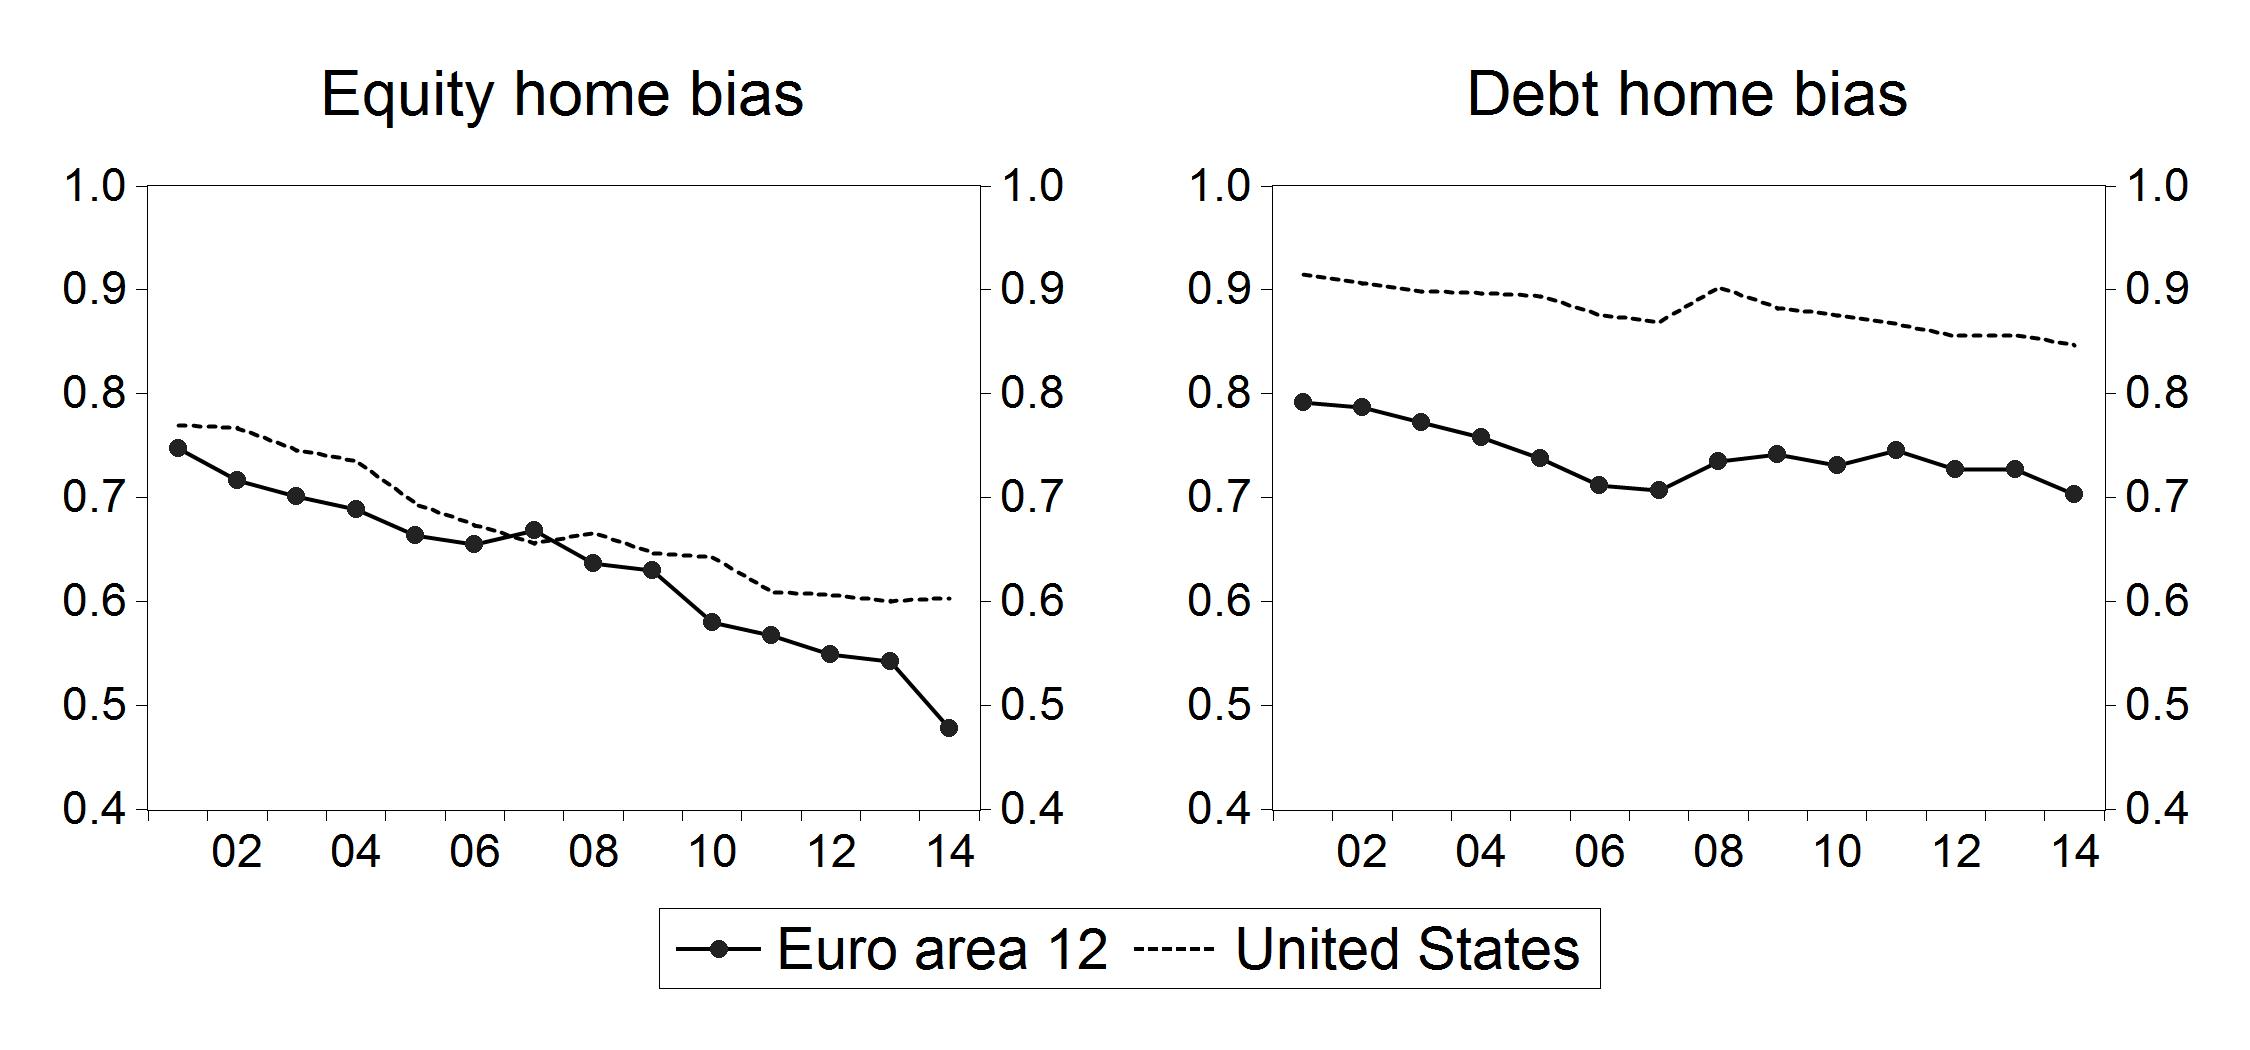 Equity home bias
Debt home bias
1.0 1.0 1.0 1.0
0.9 0.9 0.9 0.9
0.8 0.8 0.8 0.8
0.7 0.7 0.7 0.7
0.6 0.6 0.6 0.6
0.5 0.5 0.5 0.5
0.4 0.4 0.4 0.4
02 04 06 08 10 12 14 02 04 06 08 10 12 14
Euro area 12 United States